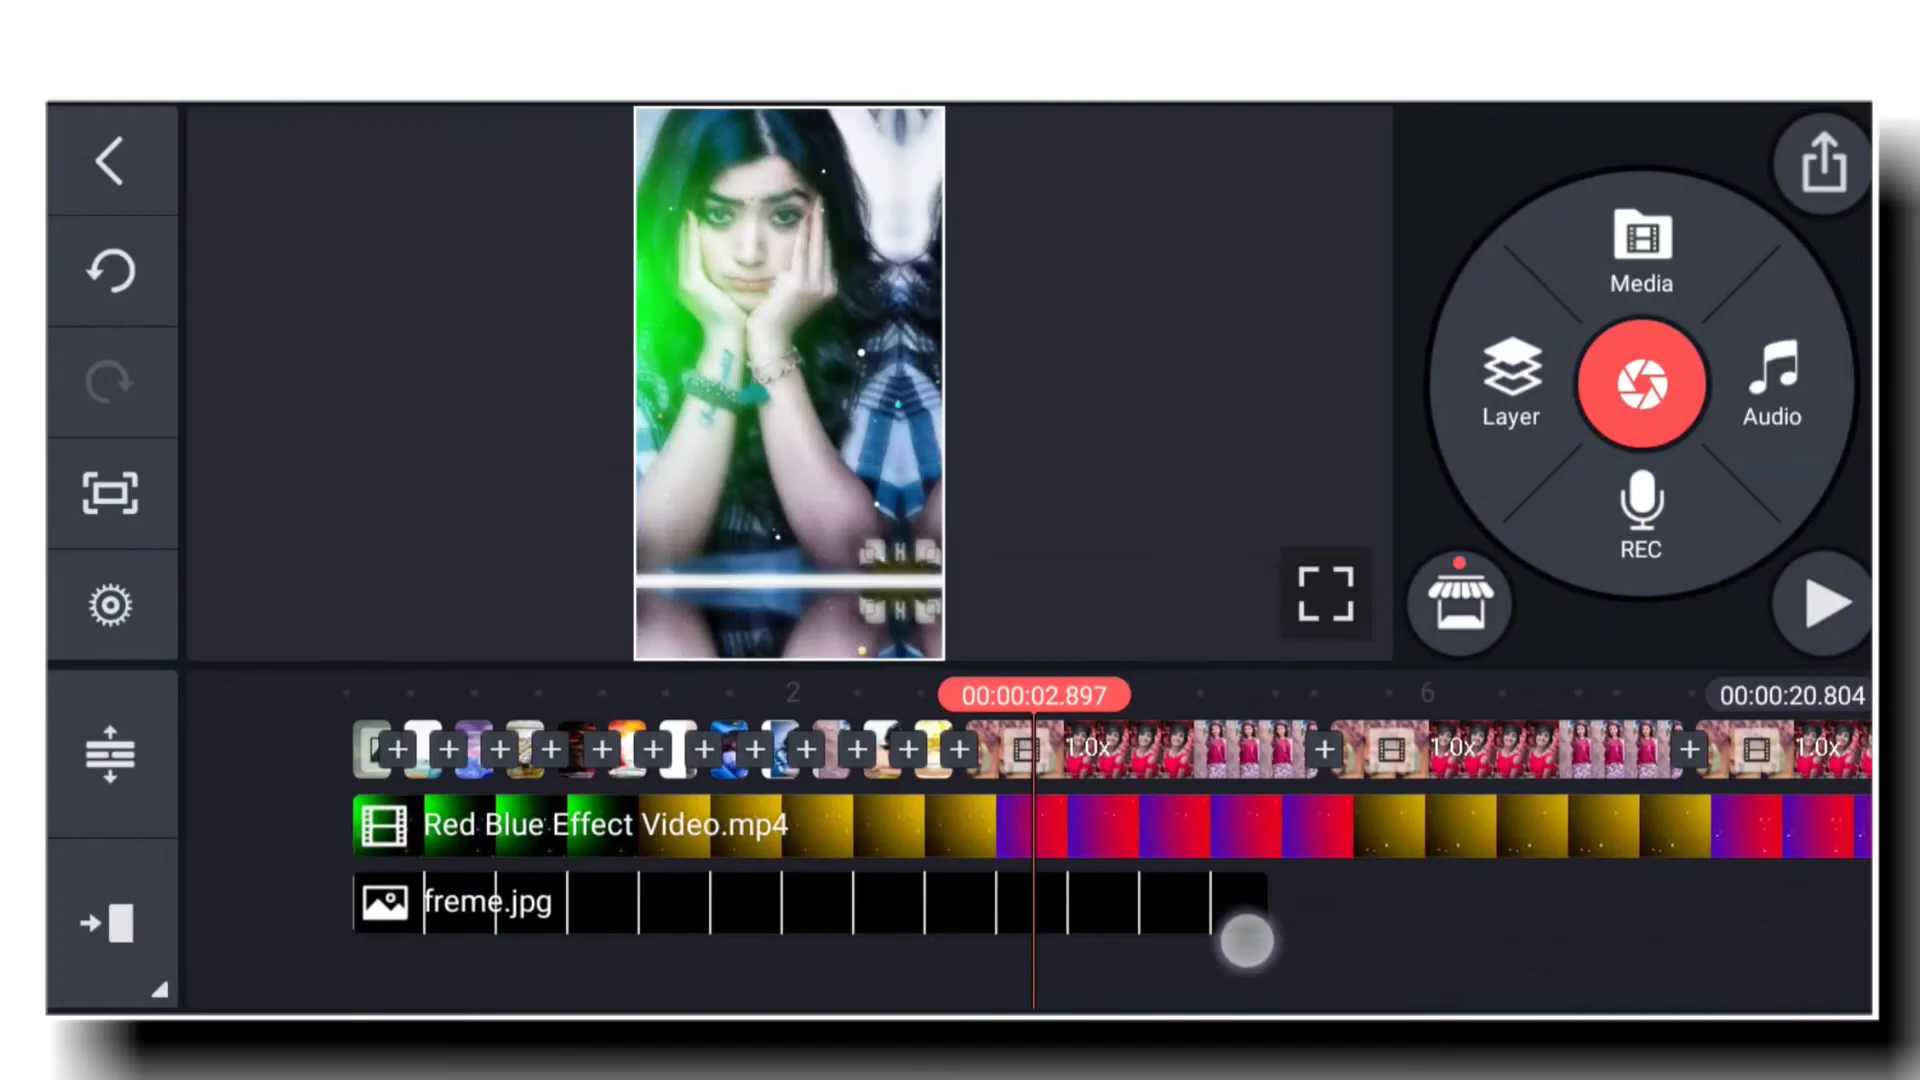 Media
Layer
Audio
REC
2
00:00:02.897
6
00:00:20.804
1.0x
1.0x
1.0x
Red Blue Effect Video.mp4
freme.jpg